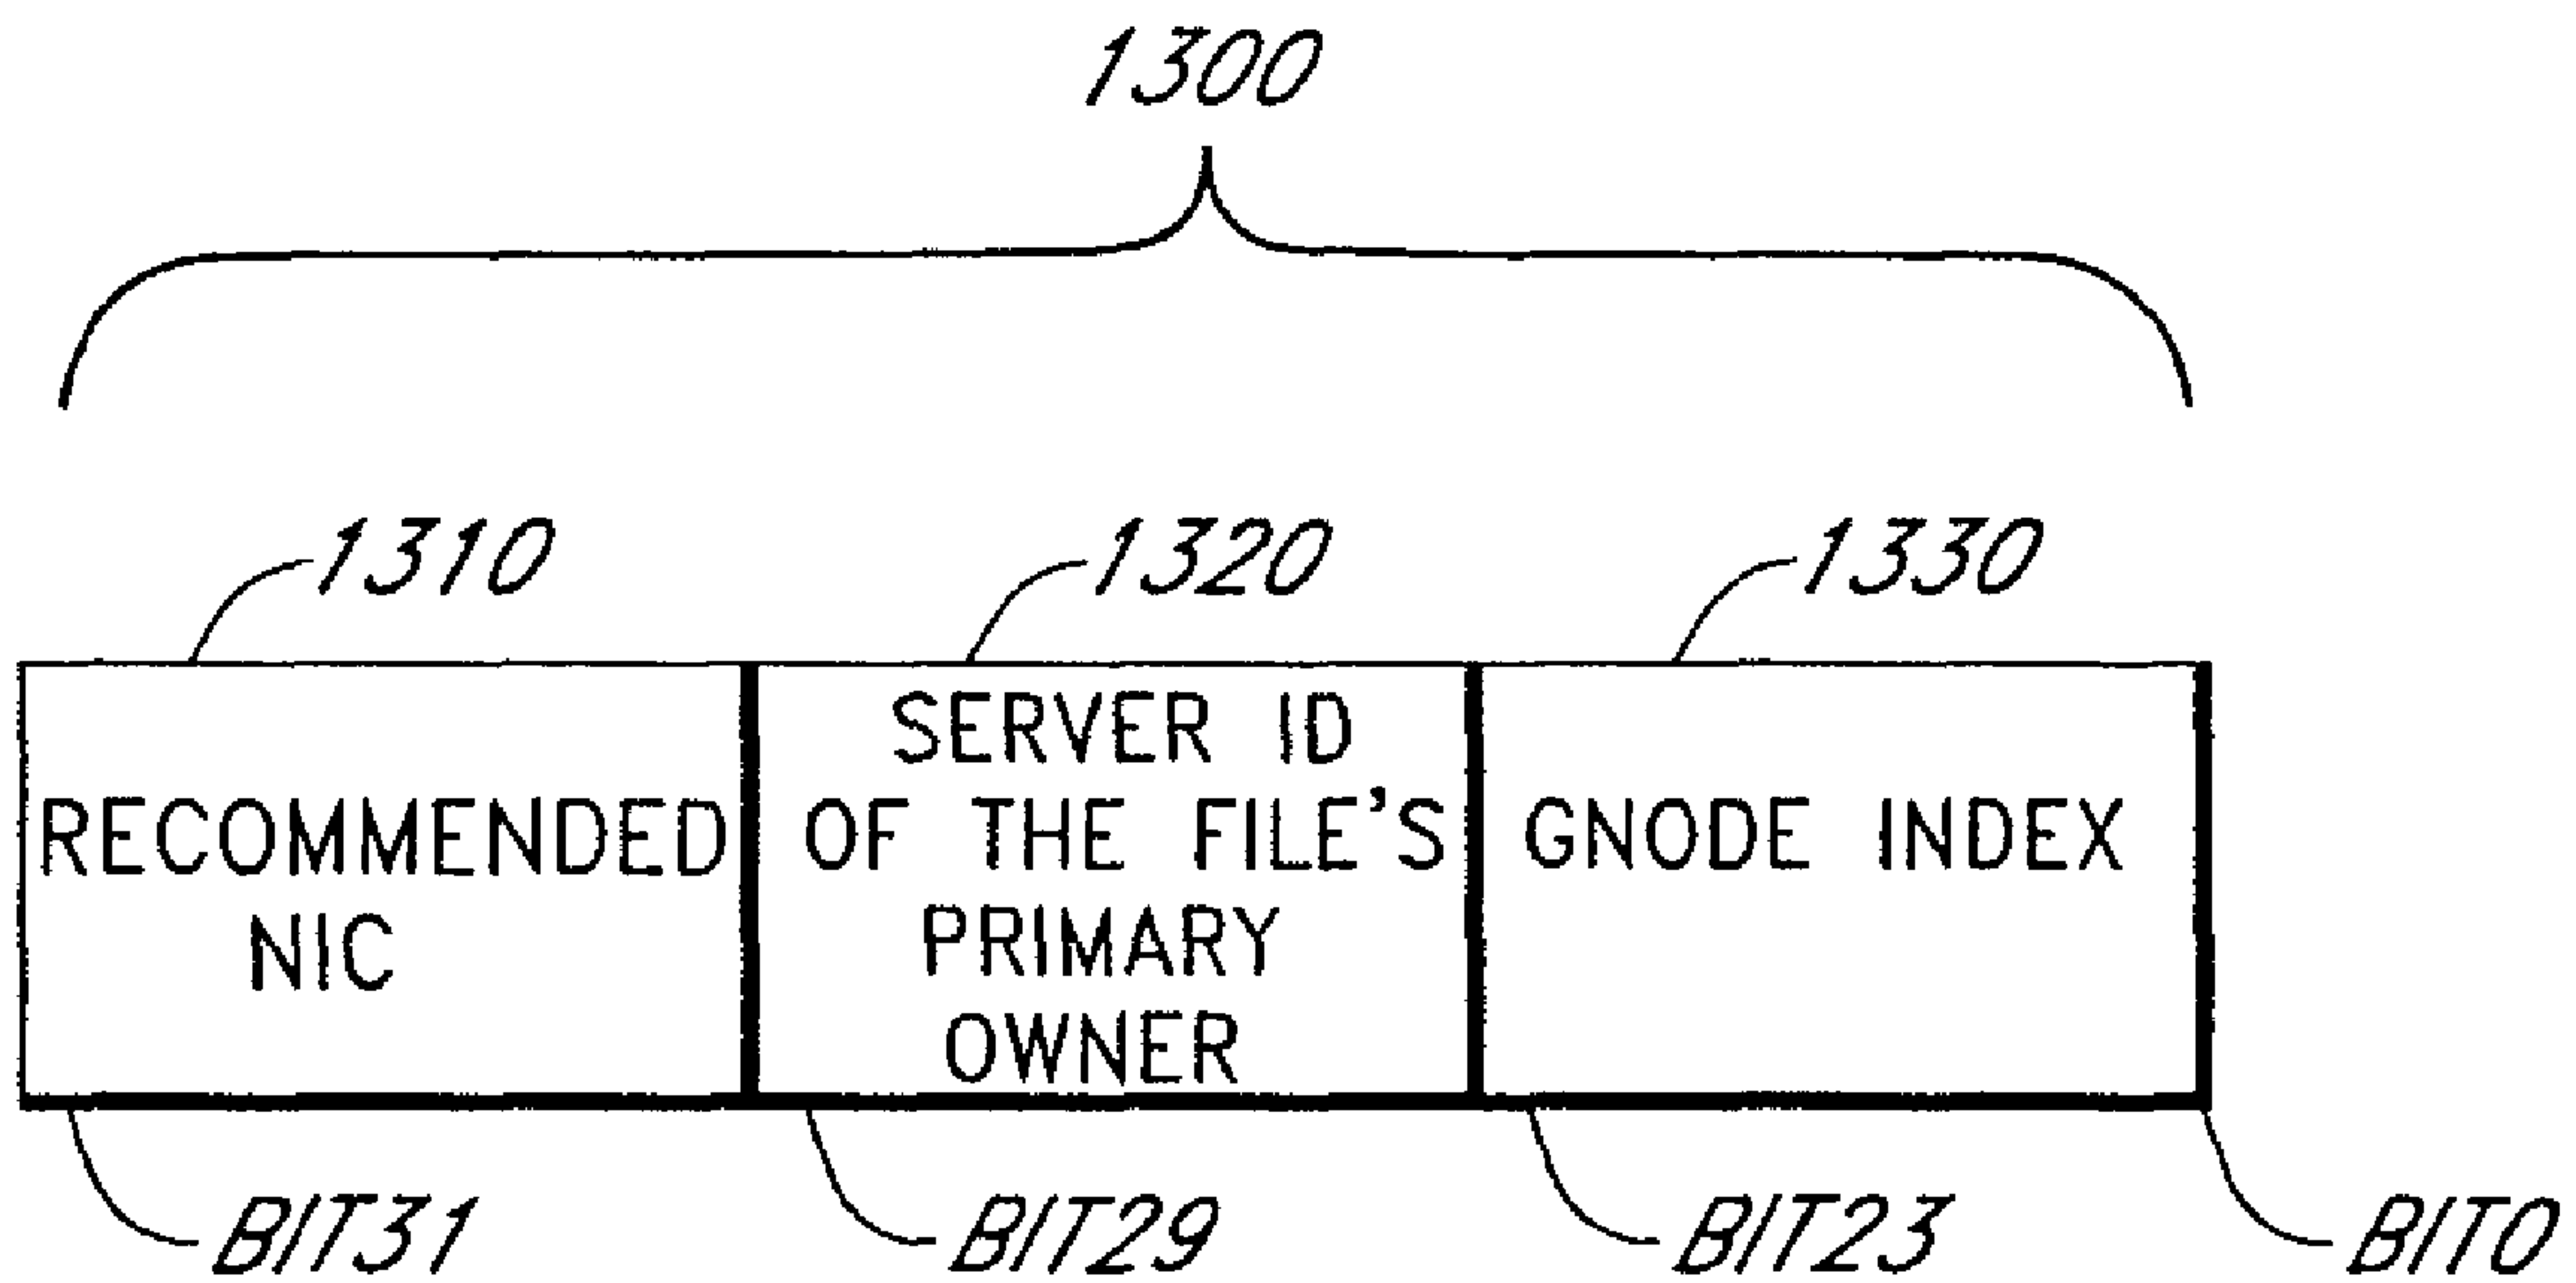 1300
1310
1320
1330
RECOMMENDED
NIC
SERVER ID
OF THE FILE'S
PRIMARY
OWNER
GNODE INDEX
BIT31
BIT29
BIT23
BIT0